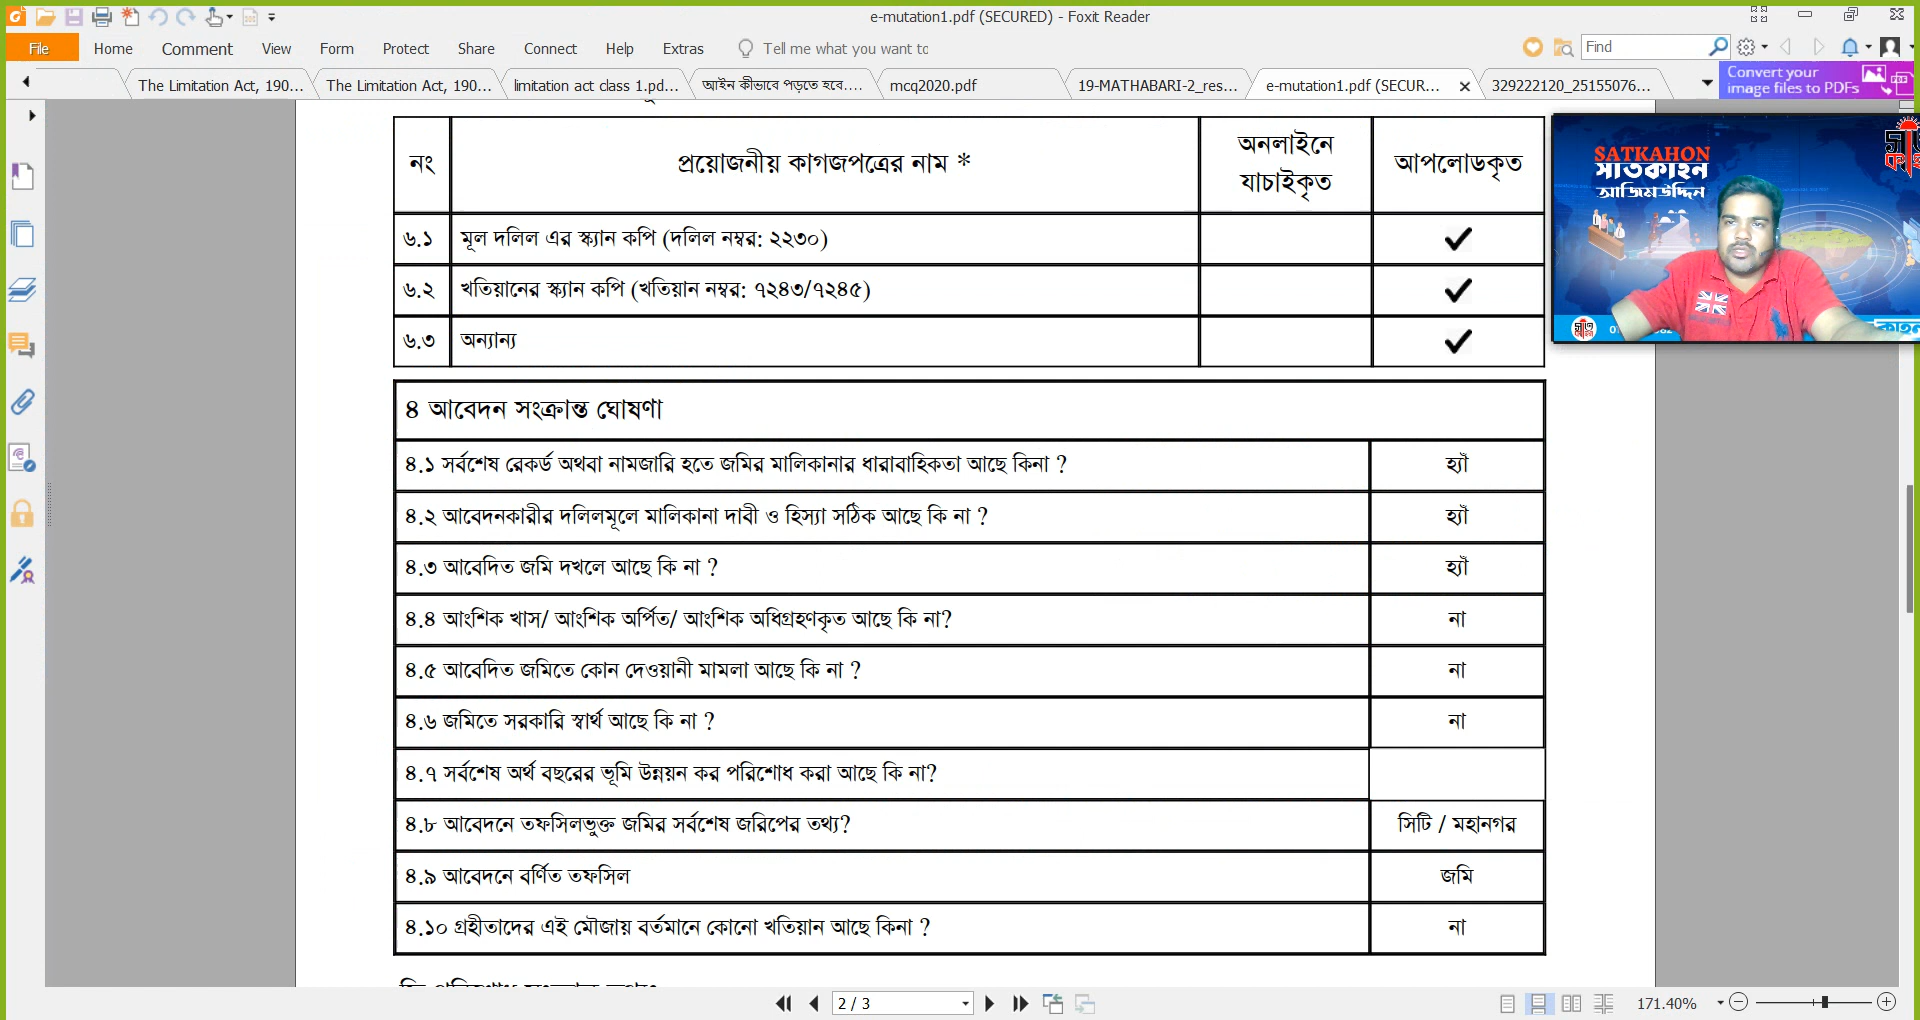 e-mutation1.pdf (SECURED) - Foxit Reader
File Home Comment View Form Protect Share Connect Help Extras Tell me what you want to Find
The Limitation Act, 190... The Limitation Act, 190... limitation act class 1.pd... আইন কীভাবে পড়তে হবে.... mcq2020.pdf 19-MATHABARI-2_res... e-mutation1.pdf (SECUR... 329222120_25155076...
Convert your
image files to PDFs
নং প্রয়োজনীয় কাগজপত্রের নাম * অনলাইনে যাচাইকৃত আপলোডকৃত
৬.১ মূল দলিল এর স্ক্যান কপি (দলিল নম্বর: ২২৩০)
৬.২ খতিয়ানের স্ক্যান কপি (খতিয়ান নম্বর: ৭২৪৩/৭২৪৫)
৬.৩ অন্যান্য
SATKAHON
সাতকাহন
আজিমউদ্দিন
৪ আবেদন সংক্রান্ত ঘোষণা
৪.১ সর্বশেষ রেকর্ড অথবা নামজারি হতে জমির মালিকানার ধারাবাহিকতা আছে কিনা ? হ্যাঁ
৪.২ আবেদনকারীর দলিলমূলে মালিকানা দাবী ও হিস্যা সঠিক আছে কি না ? হ্যাঁ
৪.৩ আবেদিত জমি দখলে আছে কি না ? হ্যাঁ
৪.৪ আংশিক খাস/ আংশিক অর্পিত/ আংশিক অধিগ্রহণকৃত আছে কি না? না
৪.৫ আবেদিত জমিতে কোন দেওয়ানী মামলা আছে কি না ? না
৪.৬ জমিতে সরকারি স্বার্থ আছে কি না ? না
৪.৭ সর্বশেষ অর্থ বছরের ভূমি উন্নয়ন কর পরিশোধ করা আছে কি না?
৪.৮ আবেদনে তফসিলভুক্ত জমির সর্বশেষ জরিপের তথ্য? সিটি / মহানগর
৪.৯ আবেদনে বর্ণিত তফসিল জমি
৪.১০ গ্রহীতাদের এই মৌজায় বর্তমানে কোনো খতিয়ান আছে কিনা ? না
2 / 3 171.40%